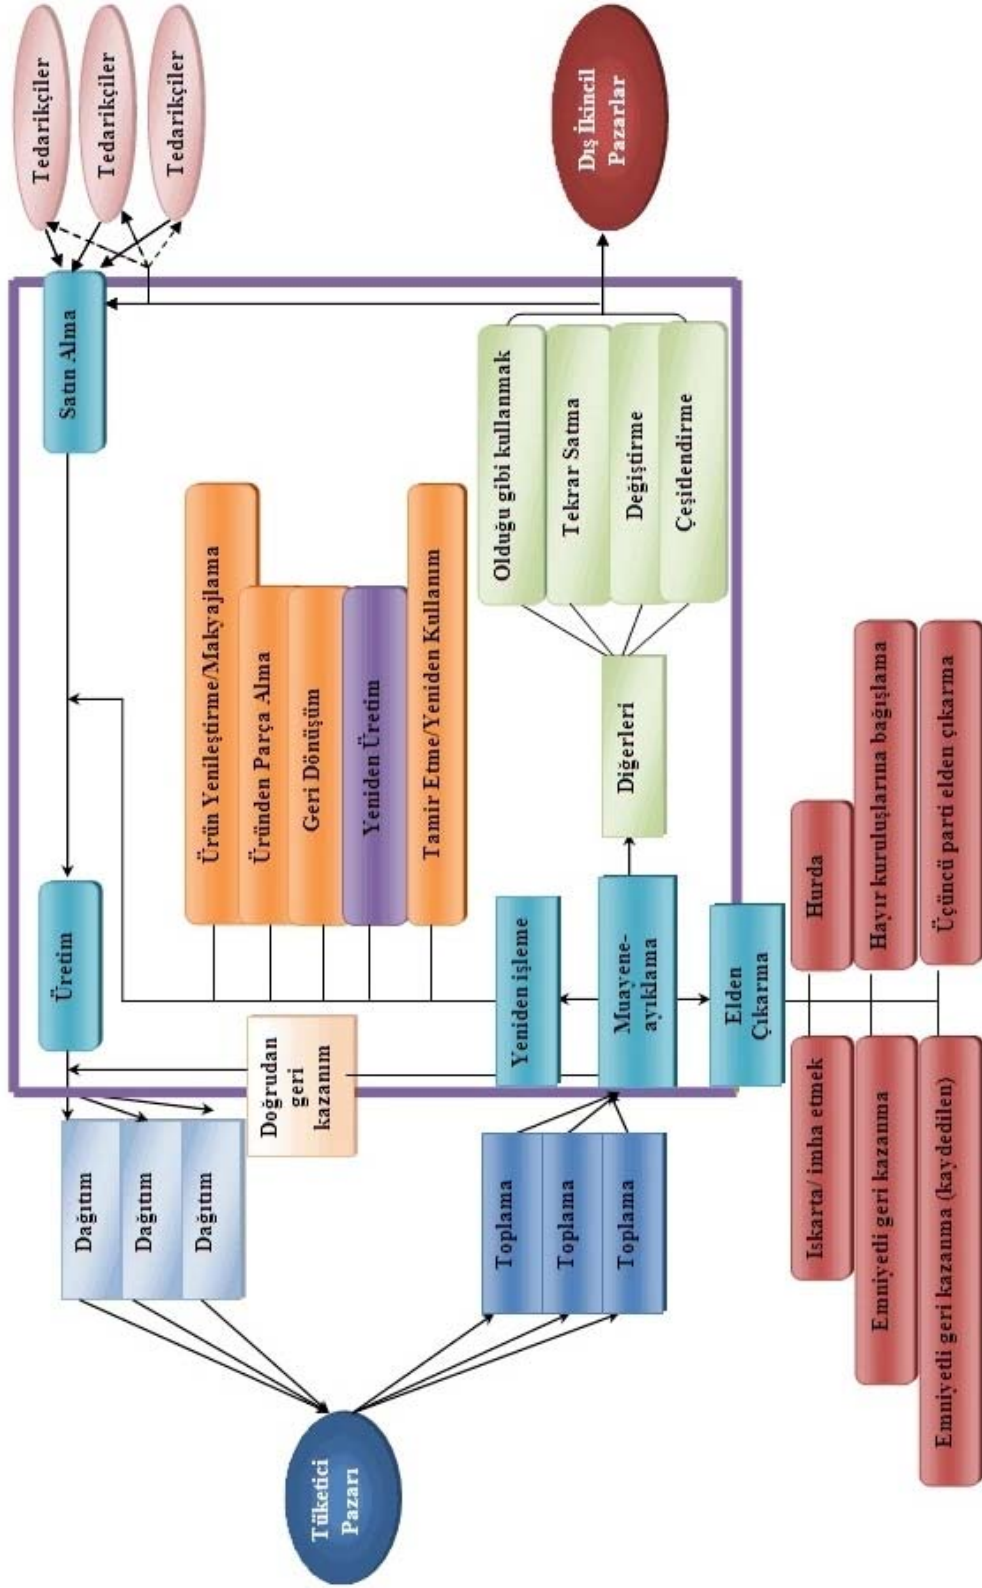 Tedarikçiler
Tedarikçiler
Tedarikçiler
Satın Alma
Üretim
Dağıtım
Dağıtım
Dağıtım
Tüketici
Pazarı
Toplama
Toplama
Toplama
Doğrudan
geri
kazanım
Ürün Yenileştirme/Makyajlama
Üründen Parça Alma
Geri Dönüşüm
Yeniden Üretim
Tamir Etme/Yeniden Kullanım
Yeniden işleme
Muayene-
ayıklama
Elden
Çıkarma
Diğerleri
Olduğu gibi kullanmak
Tekrar Satma
Değiştirme
Çeşitlendirme
Dış İkincil
Pazarlar
Iskarta/ imha etmek
Emniyetli geri kazanma
Emniyetli geri kazanma (kaydedilen)
Hurda
Hayır kuruluşlarına bağışlama
Üçüncü parti elden çıkarma